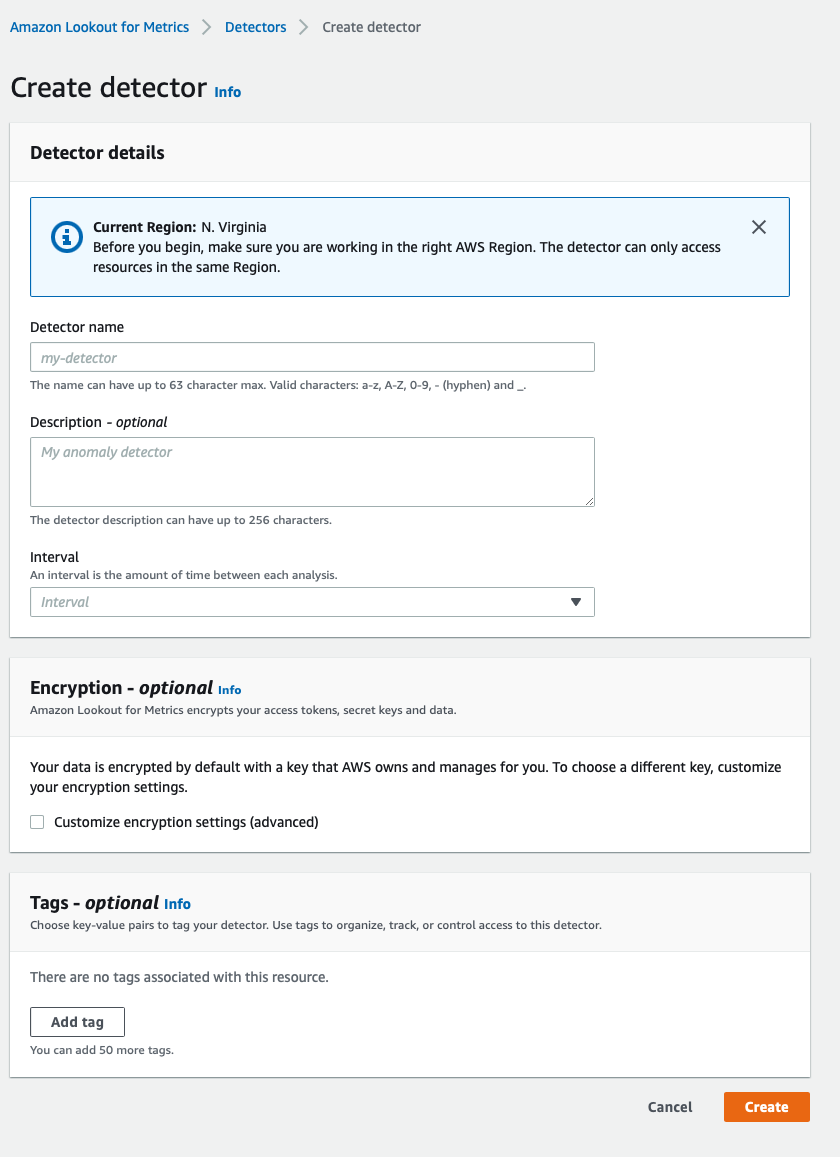 Amazon Lookout for Metrics > Detectors > Create detector
Create detector Info
Detector details
Current Region: N. Virginia
Before you begin, make sure you are working in the right AWS Region. The detector can only access
resources in the same Region.
Detector name
my-detector
The name can have up to 63 character max. Valid characters: a-z, A-Z, 0-9, - (hyphen) and _.
Description - optional
My anomaly detector
The detector description can have up to 256 characters.
Interval
An interval is the amount of time between each analysis.
Interval
Encryption - optional Info
Amazon Lookout for Metrics encrypts your access tokens, secret keys and data.
Your data is encrypted by default with a key that AWS owns and manages for you. To choose a different key, customize
your encryption settings.
Customize encryption settings (advanced)
Tags - optional Info
Choose key-value pairs to tag your detector. Use tags to organize, track, or control access to this detector.
There are no tags associated with this resource.
Add tag
You can add 50 more tags.
Cancel Create